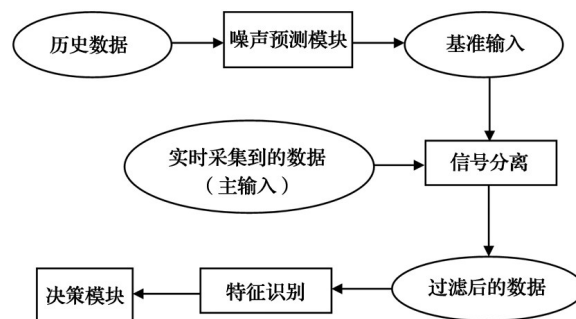 历史数据
噪声预测模块
基准输入
实时采集到的数据
（主输入）
信号分离
过滤后的数据
特征识别
决策模块